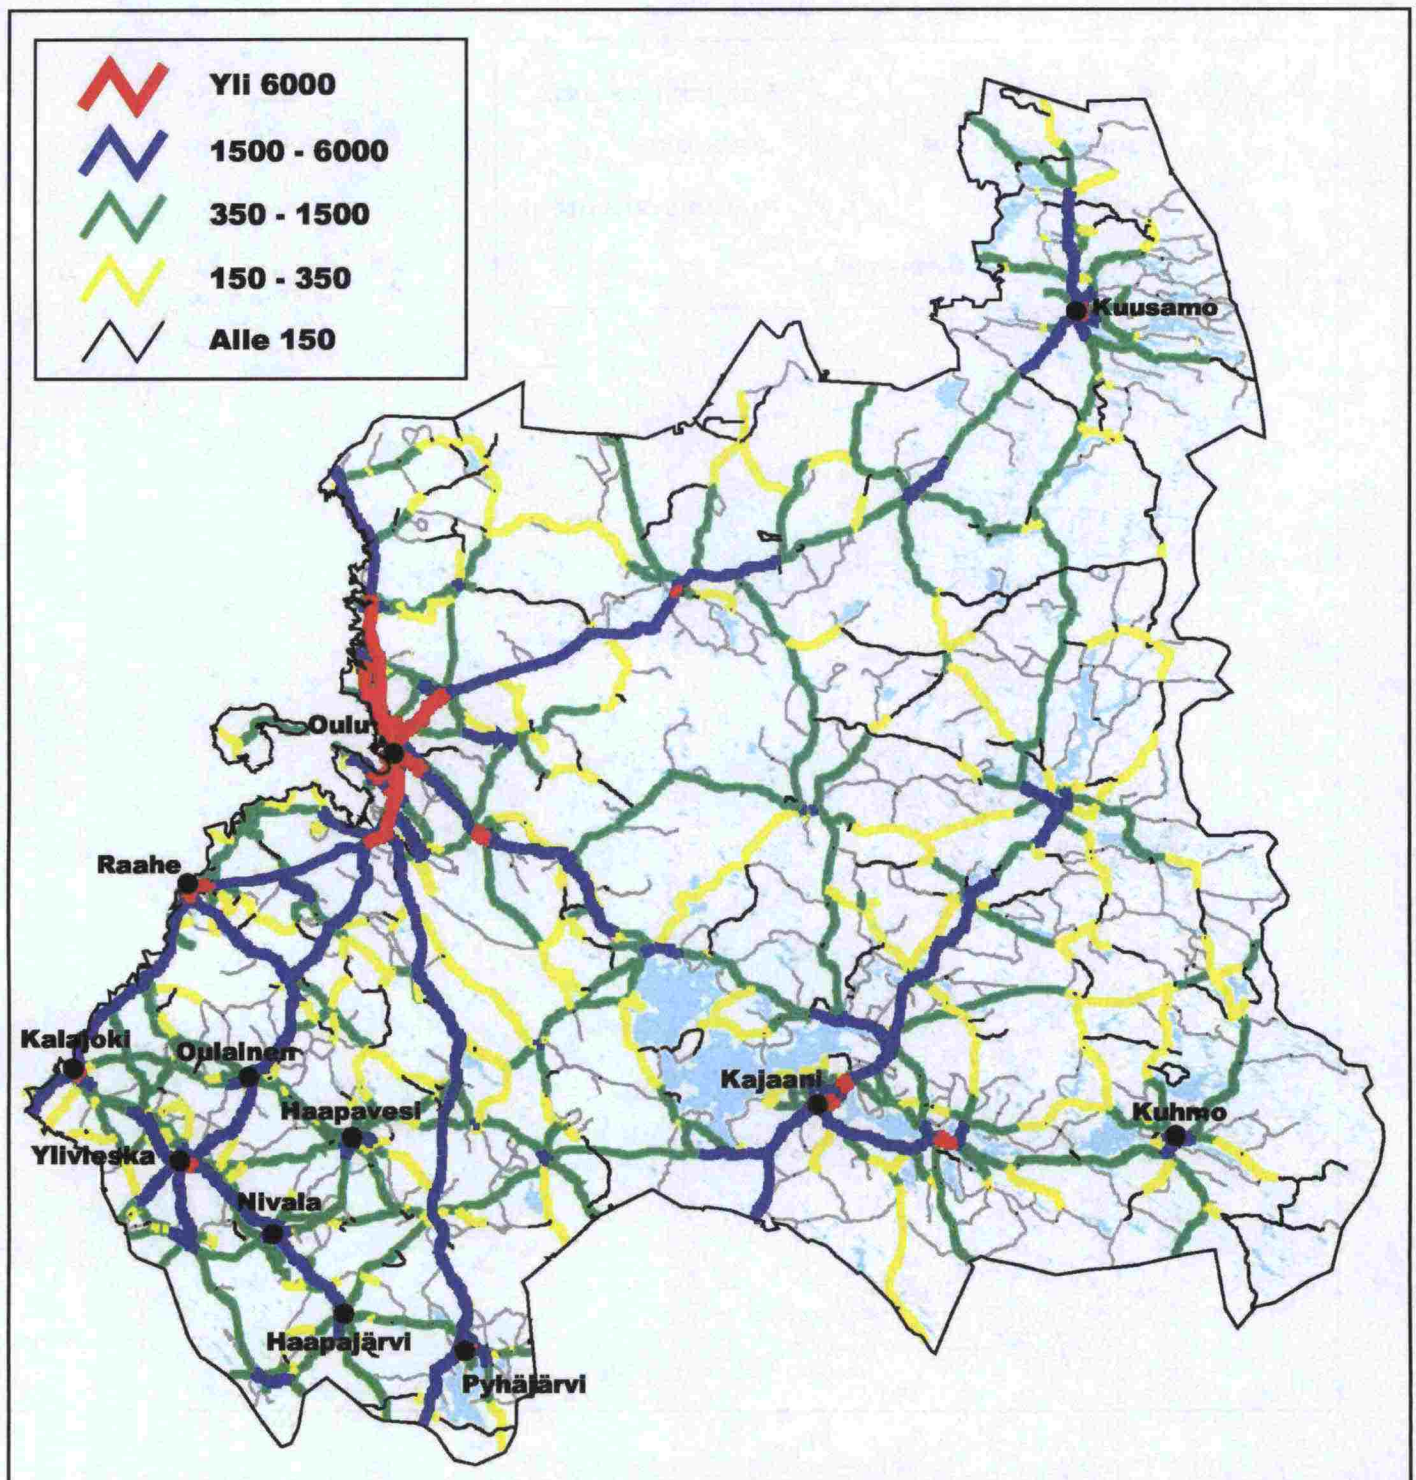 Yli 6000
1500 - 6000
350 - 1500
150 - 350
Alle 150
Kuusamo
Oulu
Raahe
Kalajoki
Oulainen
Kajaani
Haapavesi
Kuhmo
Ylivieska
Nivala
Haapajärvi
Pyhäjärvi